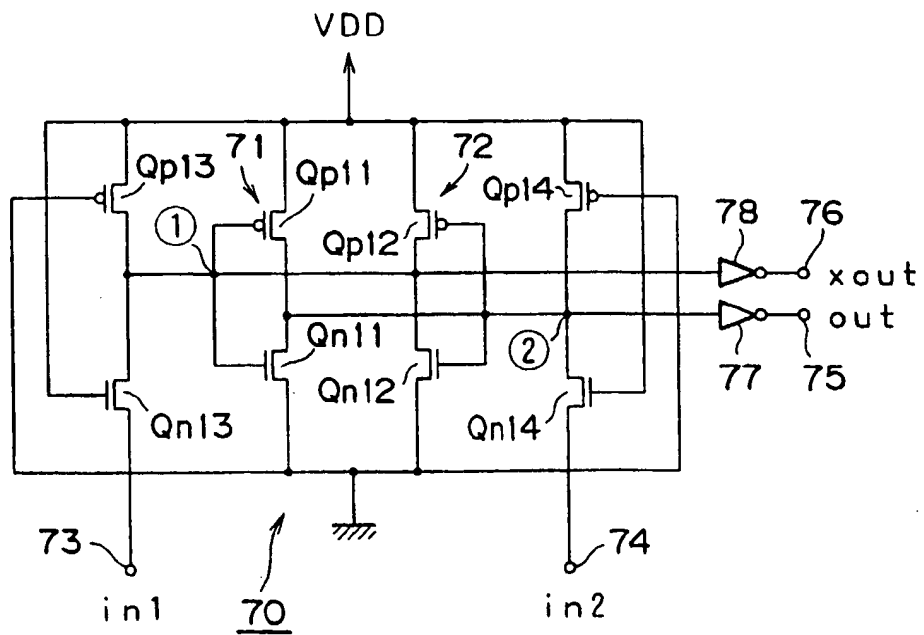 VDD
71
72
Qp13
Qp11
Qp14
Qp12
78
76
①
xout
out
Qn11
②
Qn12
77
75
Qn13
Qn14
73
74
in1
70
in2